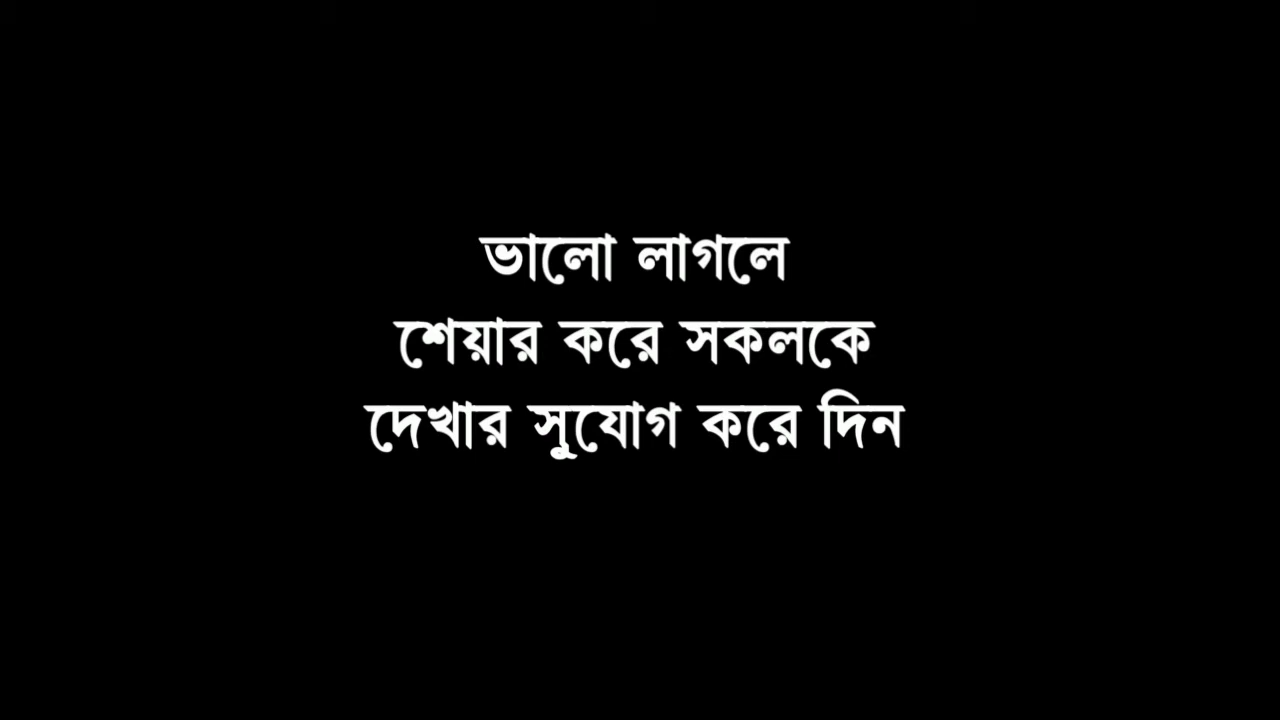 ভালো লাগলে
শেয়ার করে সকলকে
দেখার সুযোগ করে দিন